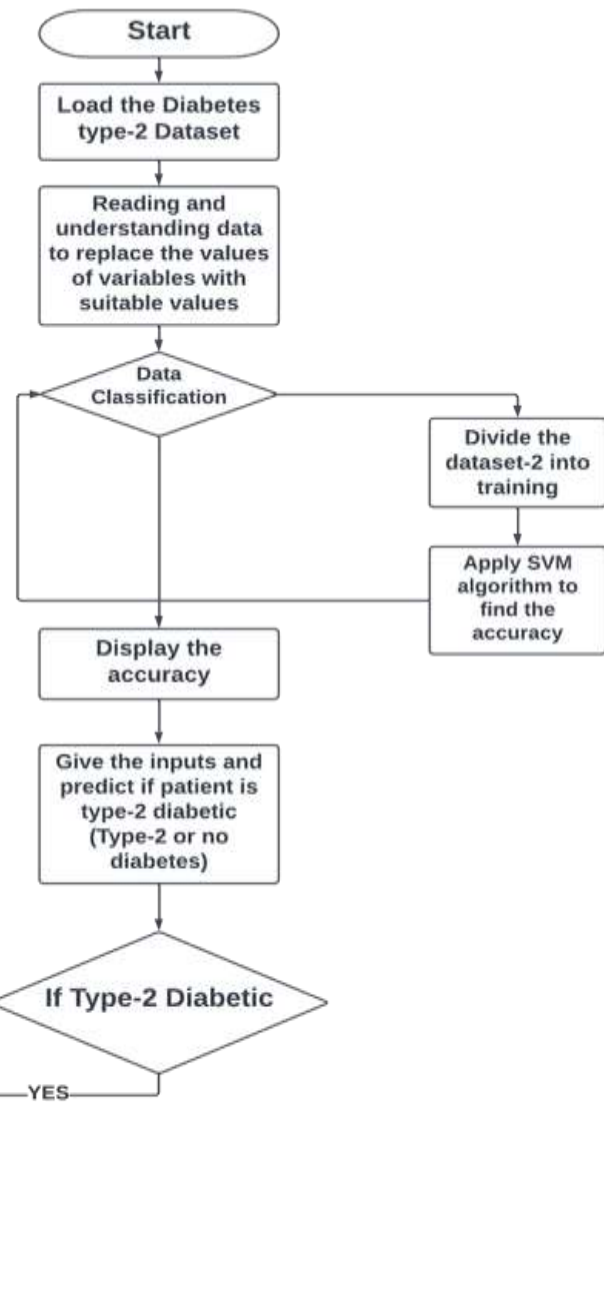 Start
Load the Diabetes
type-2 Dataset
Reading and
understanding data
to replace the values
of variables with
suitable values
Data
Classification
Divide the
dataset-2 into
training
Apply SVM
algorithm to
find the
accuracy
Display the
accuracy
Give the inputs and
predict if patient is
type-2 diabetic
(Type-2 or no
diabetes)
If Type-2 Diabetic
YES